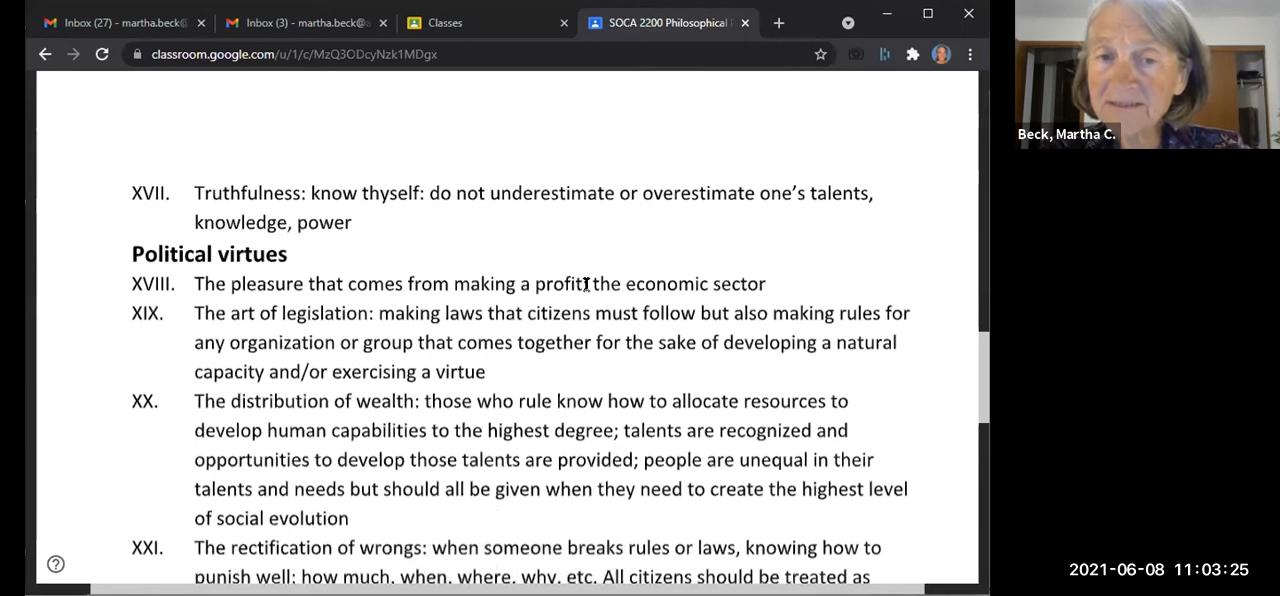 Inbox (27) - martha.beck@
Inbox (3) - martha.beck@a
Classes
SOCA 2200 Philosophical
classroom.google.com/u/1/c/MzQ3ODcyNzk1MDgx
Beck, Martha C.
XVII. Truthfulness: know thyself: do not underestimate or overestimate one's talents,
knowledge, power
Political virtues
XVIII. The pleasure that comes from making a profit: the economic sector
XIX. The art of legislation: making laws that citizens must follow but also making rules for
any organization or group that comes together for the sake of developing a natural
capacity and/or exercising a virtue
XX. The distribution of wealth: those who rule know how to allocate resources to
develop human capabilities to the highest degree; talents are recognized and
opportunities to develop those talents are provided; people are unequal in their
talents and needs but should all be given when they need to create the highest level
of social evolution
XXI. The rectification of wrongs: when someone breaks rules or laws, knowing how to
punish well: how much, when, where, why, etc. All citizens should be treated as
2021-06-08 11:03:25